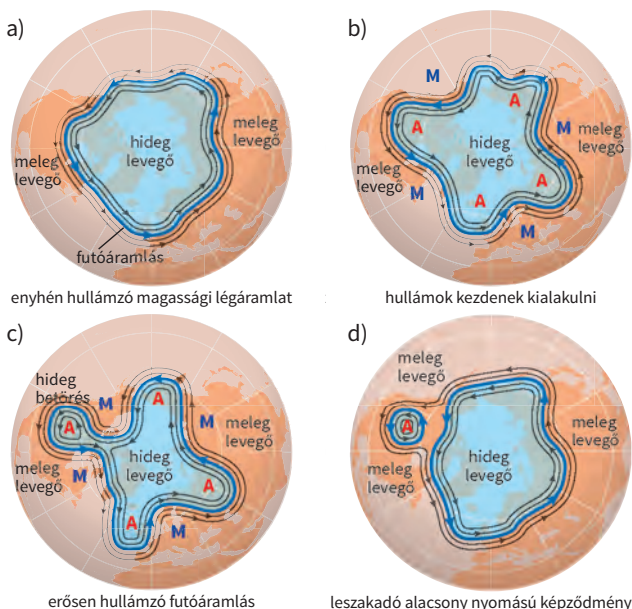 a)
meleg
levegő
hideg
levegő
meleg
levegő
futóáramlás
enyhén hullámzó magassági légáramlat
b)
M
A
A
hideg
levegő
M
meleg
levegő
meleg
levegő
M
A
A
M
hullámok kezdenek kialakulni
c)
hideg
betörés
A
M
A
M
meleg
levegő
meleg
levegő
M
hideg
levegő
A
A
M
erősen hullámzó futóáramlás
d)
meleg
levegő
A
meleg
levegő
hideg
levegő
meleg
levegő
leszakadó alacsony nyomású képződmény